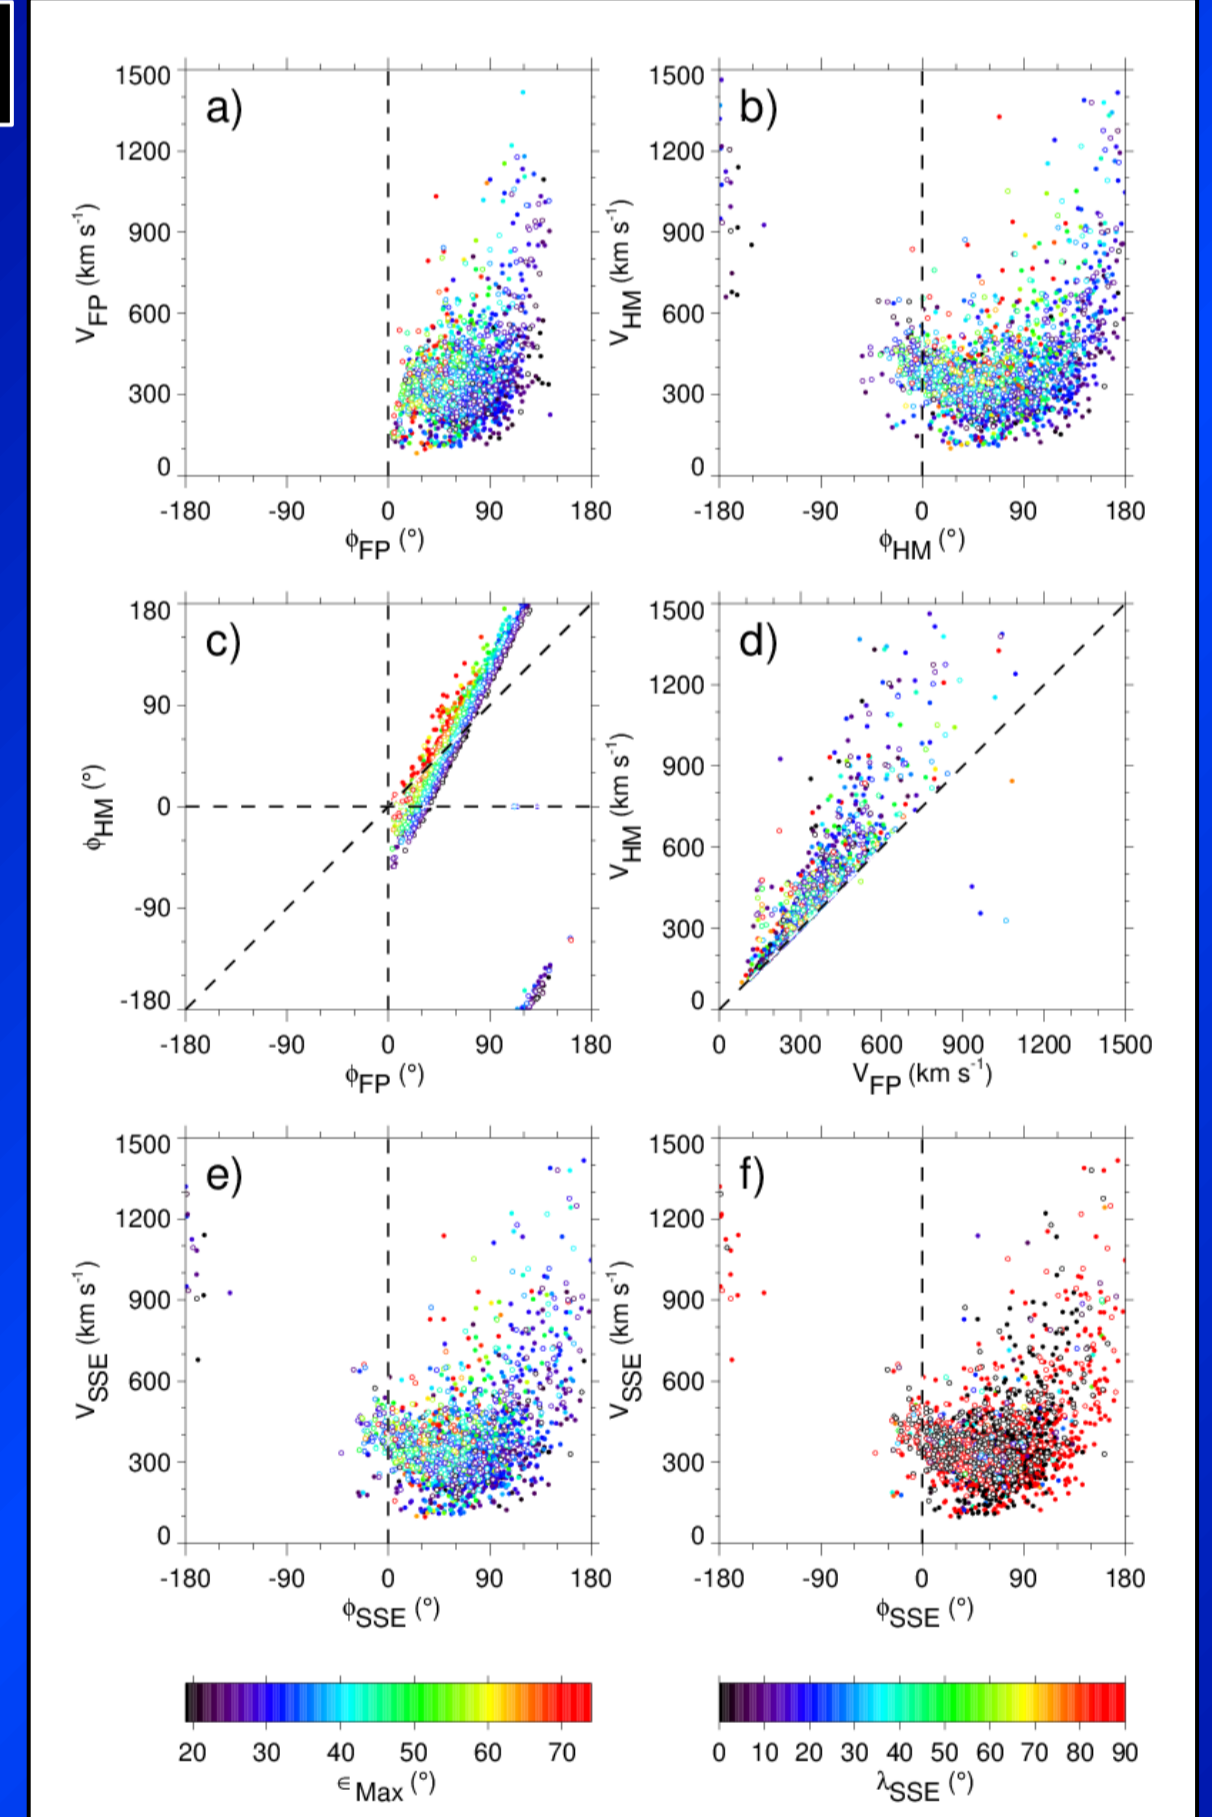 a)
1500
1200
900
600
300
0
V_FP (km s⁻¹)
-180 -90 0 90 180
ϕ_FP (°)
b)
1500
1200
900
600
300
0
V_HM (km s⁻¹)
-180 -90 0 90 180
ϕ_HM (°)
c)
180
90
0
-90
-180
ϕ_HM (°)
-180 -90 0 90 180
ϕ_FP (°)
d)
1500
1200
900
600
300
0
V_HM (km s⁻¹)
0 300 600 900 1200 1500
V_FP (km s⁻¹)
e)
1500
1200
900
600
300
0
V_SSE (km s⁻¹)
-180 -90 0 90 180
ϕ_SSE (°)
f)
1500
1200
900
600
300
0
V_SSE (km s⁻¹)
-180 -90 0 90 180
ϕ_SSE (°)
20 30 40 50 60 70
ϵ_Max (°)
0 10 20 30 40 50 60 70 80 90
λ_SSE (°)